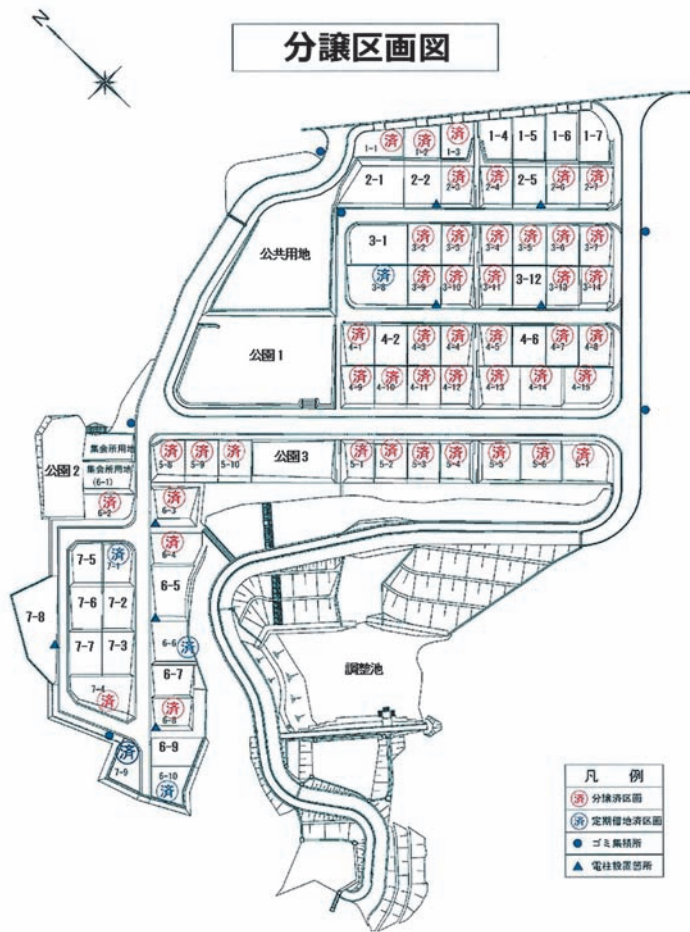 分譲区画図
N
済 済 済 1-4 1-5 1-6 1-7
1-1 1-2 1-3
2-1 2-2 済 済 2-5 済 済
2-3 2-4 2-6 2-7
公共用地
3-1 済 済 済 済 済 済
3-2 3-3 3-4 3-5 3-6 3-7
済 済 済 済 3-12 済 済
3-8 3-9 3-10 3-11 3-13 3-14
公園1
済 4-2 済 済 済 4-6 済 済
4-1 4-3 4-4 4-5 4-7 4-8
済 済 済 済 済 済 済
4-9 4-10 4-11 4-12 4-13 4-14 4-15
済 済 済 公園3 済 済 済 済 済 済 済
5-8 5-9 5-10 5-1 5-2 5-3 5-4 5-5 5-6 5-7
公園2
集会所用地
集会所用地
(6-1)
済
6-2
済
6-3
済
6-4
7-5 済
7-1
6-5
7-6 7-2
7-8
7-7 7-3
6-6 済
6-7
7-4
済
済
6-8
6-9
済
7-9
6-10
済
調整池
凡 例
済 分譲済区画
済 定期借地済区画
ゴミ集積所
電柱設置箇所